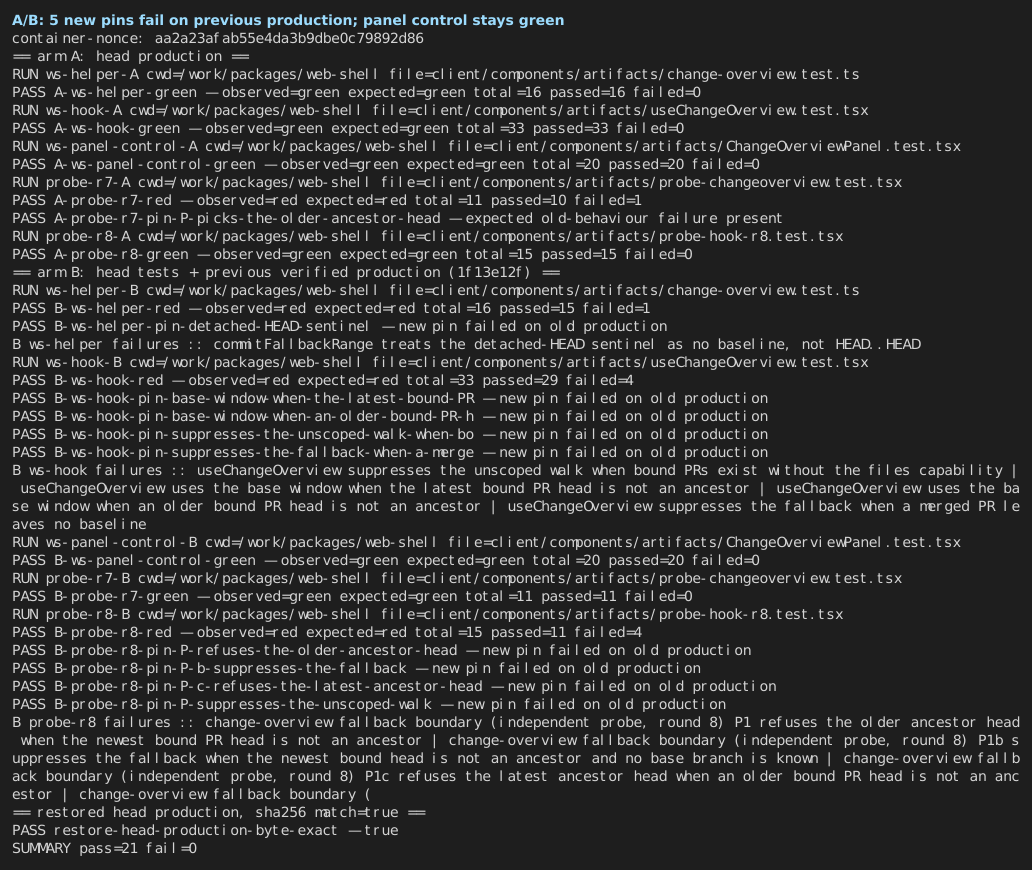 A/B: 5 new pins fail on previous production; panel control stays green
container-nonce: aa2a23afab55e4da3b9dbe0c79892d86
== arm A: head production ==
RUN ws-helper-A cwd=/work/packages/web-shell file=client/components/artifacts/change-overview.test.ts
PASS A-ws-helper-green — observed=green expected=green total=16 passed=16 failed=0
RUN ws-hook-A cwd=/work/packages/web-shell file=client/components/artifacts/useChangeOverview.test.tsx
PASS A-ws-hook-green — observed=green expected=green total=33 passed=33 failed=0
RUN ws-panel-control-A cwd=/work/packages/web-shell file=client/components/artifacts/ChangeOverviewPanel.test.tsx
PASS A-ws-panel-control-green — observed=green expected=green total=20 passed=20 failed=0
RUN probe-r7-A cwd=/work/packages/web-shell file=client/components/artifacts/probe-changeoverview.test.tsx
PASS A-probe-r7-red — observed=red expected=red total=11 passed=10 failed=1
PASS A-probe-r7-pin-P-picks-the-older-ancestor-head — expected old-behaviour failure present
RUN probe-r8-A cwd=/work/packages/web-shell file=client/components/artifacts/probe-hook-r8.test.tsx
PASS A-probe-r8-green — observed=green expected=green total=15 passed=15 failed=0
== arm B: head tests + previous verified production (1f13e12f) ==
RUN ws-helper-B cwd=/work/packages/web-shell file=client/components/artifacts/change-overview.test.ts
PASS B-ws-helper-red — observed=red expected=red total=16 passed=15 failed=1
PASS B-ws-helper-pin-detached-HEAD-sentinel — new pin failed on old production
B ws-helper failures :: commitFallbackRange treats the detached-HEAD sentinel as no baseline, not HEAD..HEAD
RUN ws-hook-B cwd=/work/packages/web-shell file=client/components/artifacts/useChangeOverview.test.tsx
PASS B-ws-hook-red — observed=red expected=red total=33 passed=29 failed=4
PASS B-ws-hook-pin-base-window-when-the-latest-bound-PR — new pin failed on old production
PASS B-ws-hook-pin-base-window-when-an-older-bound-PR-h — new pin failed on old production
PASS B-ws-hook-pin-suppresses-the-unscoped-walk-when-bo — new pin failed on old production
PASS B-ws-hook-pin-suppresses-the-fallback-when-a-merge — new pin failed on old production
B ws-hook failures :: useChangeOverview suppresses the unscoped walk when bound PRs exist without the files capability |
useChangeOverview uses the base window when the latest bound PR head is not an ancestor | useChangeOverview uses the ba
se window when an older bound PR head is not an ancestor | useChangeOverview suppresses the fallback when a merged PR le
aves no baseline
RUN ws-panel-control-B cwd=/work/packages/web-shell file=client/components/artifacts/ChangeOverviewPanel.test.tsx
PASS B-ws-panel-control-green — observed=green expected=green total=20 passed=20 failed=0
RUN probe-r7-B cwd=/work/packages/web-shell file=client/components/artifacts/probe-changeoverview.test.tsx
PASS B-probe-r7-green — observed=green expected=green total=11 passed=11 failed=0
RUN probe-r8-B cwd=/work/packages/web-shell file=client/components/artifacts/probe-hook-r8.test.tsx
PASS B-probe-r8-red — observed=red expected=red total=15 passed=11 failed=4
PASS B-probe-r8-pin-P-refuses-the-older-ancestor-head — new pin failed on old production
PASS B-probe-r8-pin-P-b-suppresses-the-fallback — new pin failed on old production
PASS B-probe-r8-pin-P-c-refuses-the-latest-ancestor-head — new pin failed on old production
PASS B-probe-r8-pin-P-suppresses-the-unscoped-walk — new pin failed on old production
B probe-r8 failures :: change-overview fallback boundary (independent probe, round 8) P1 refuses the older ancestor head
when the newest bound PR head is not an ancestor | change-overview fallback boundary (independent probe, round 8) P1b s
uppresses the fallback when the newest bound head is not an ancestor and no base branch is known | change-overview fallb
ack boundary (independent probe, round 8) P1c refuses the latest ancestor head when an older bound PR head is not an anc
estor | change-overview fallback boundary (
== restored head production, sha256 match=true ==
PASS restore-head-production-byte-exact — true
SUMMARY pass=21 fail=0